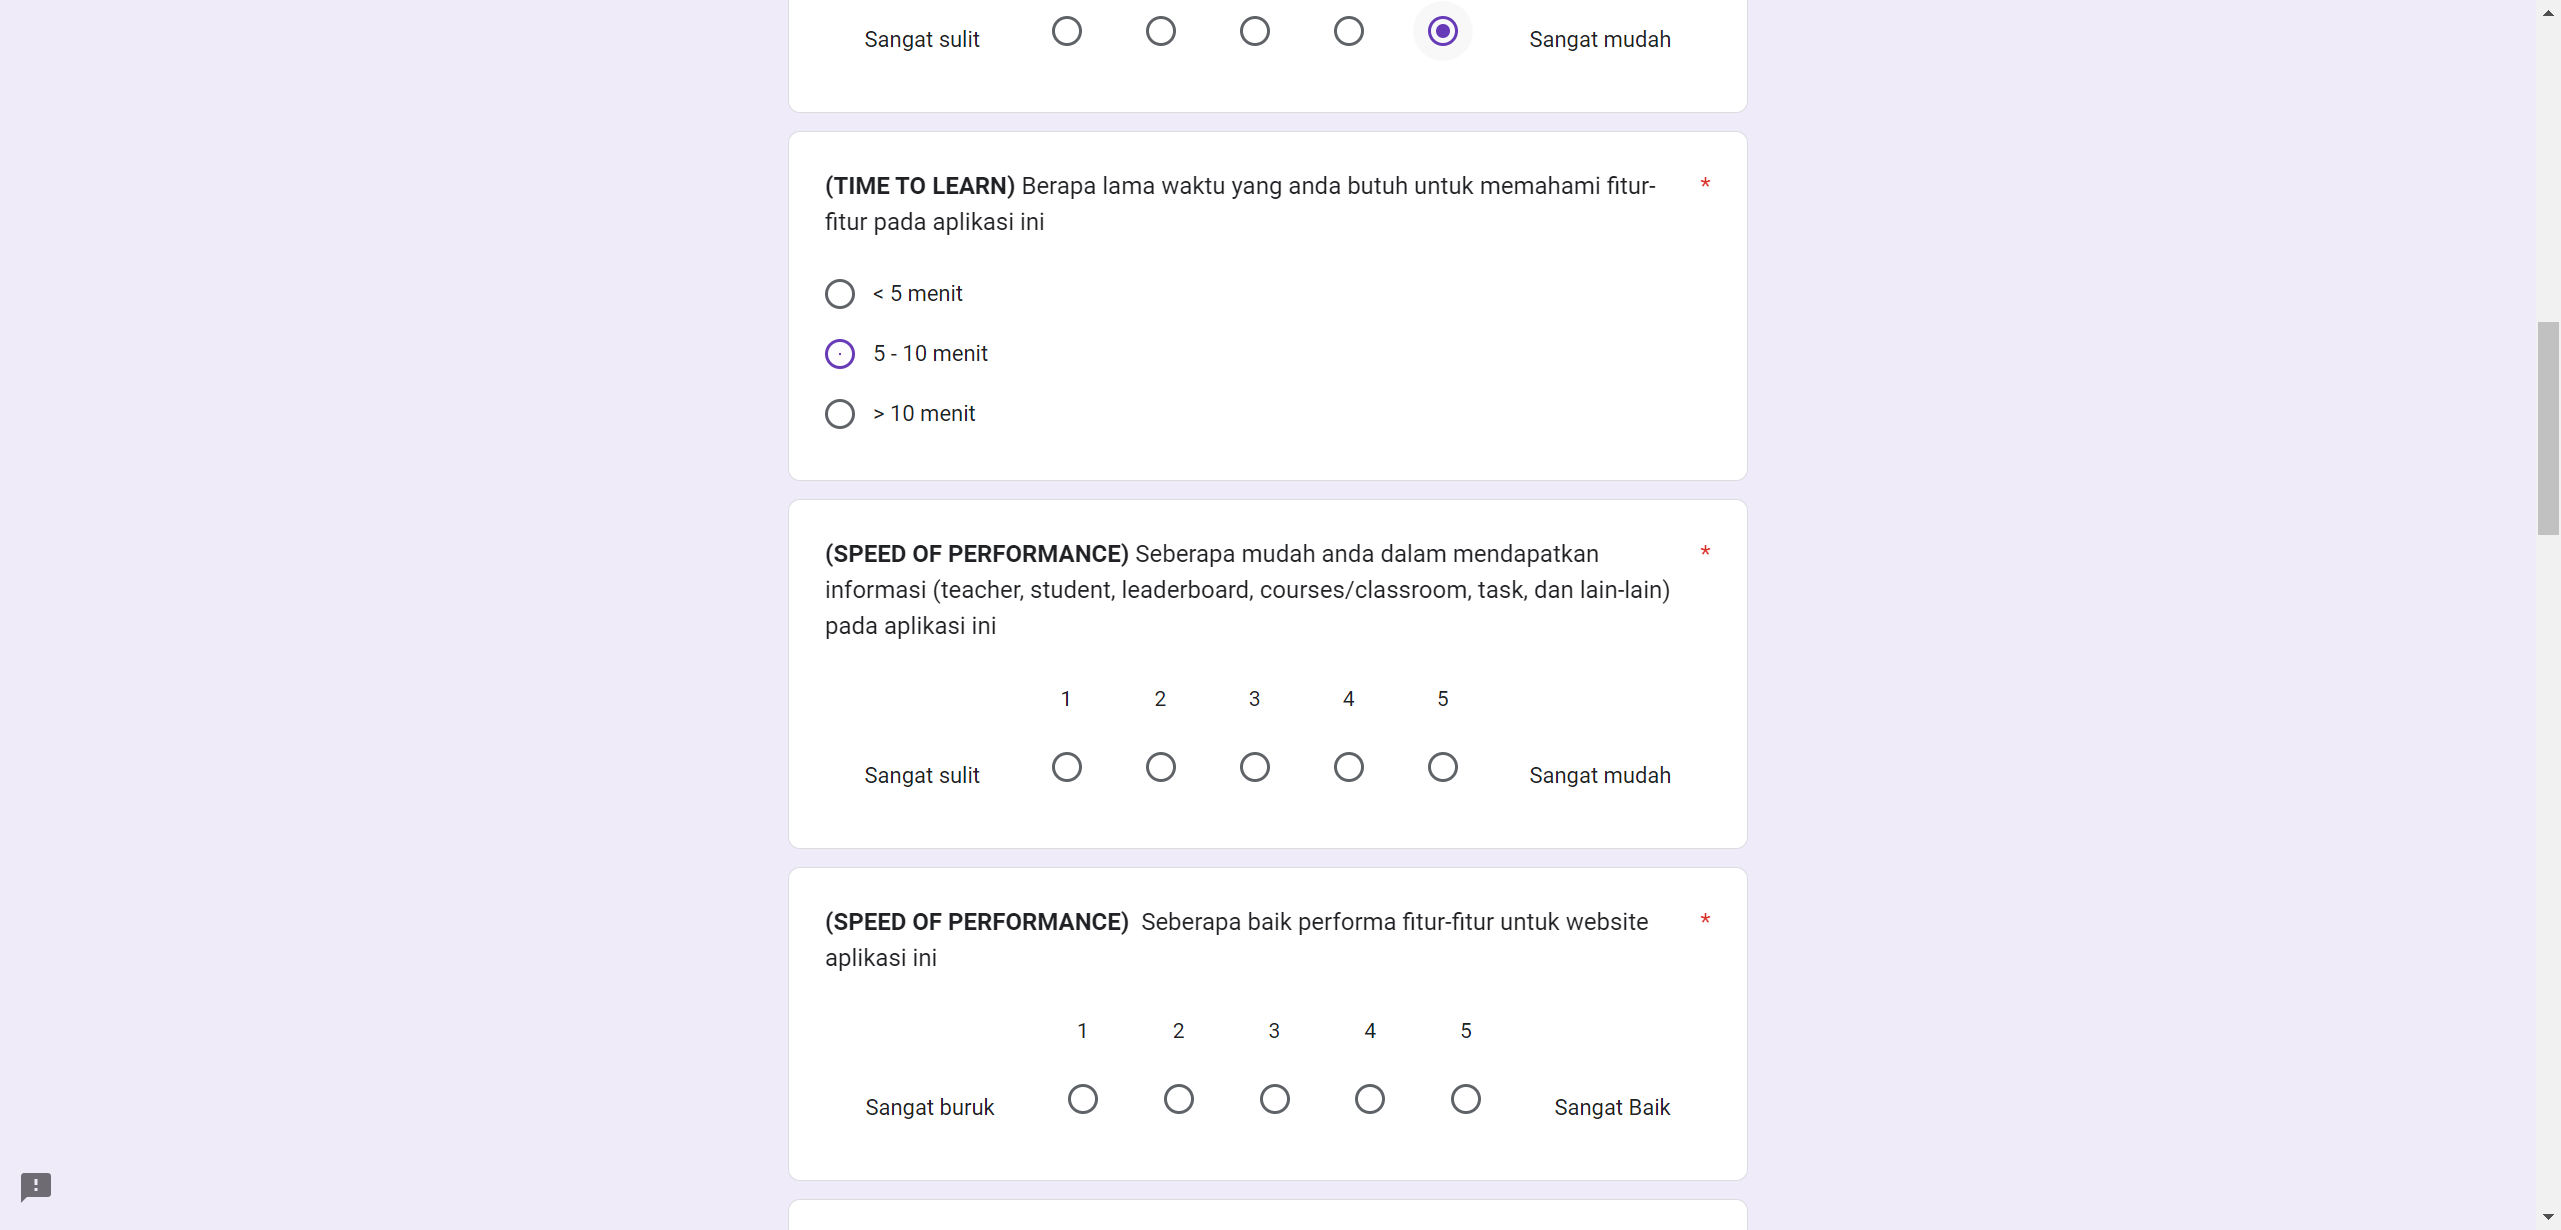 Sangat sulit Sangat mudah
(TIME TO LEARN) Berapa lama waktu yang anda butuh untuk memahami fitur- *
fitur pada aplikasi ini
< 5 menit
5 - 10 menit
> 10 menit
(SPEED OF PERFORMANCE) Seberapa mudah anda dalam mendapatkan *
informasi (teacher, student, leaderboard, courses/classroom, task, dan lain-lain)
pada aplikasi ini
1 2 3 4 5
Sangat sulit Sangat mudah
(SPEED OF PERFORMANCE)  Seberapa baik performa fitur-fitur untuk website *
aplikasi ini
1 2 3 4 5
Sangat buruk Sangat Baik